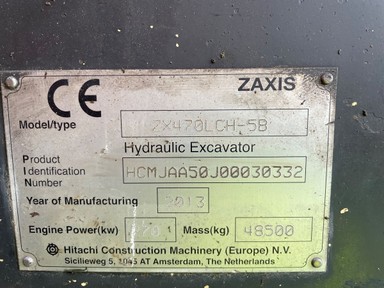 ZAXIS
CE
Model/type ZX470LCH-5B
Hydraulic Excavator
Product Identification Number HCMJAA50J00030332
Year of Manufacturing 2013
Engine Power(kw) Mass(kg) 48500
Hitachi Construction Machinery (Europe) N.V.
Sicilieweg 5, 1045 AT Amsterdam, The Netherlands